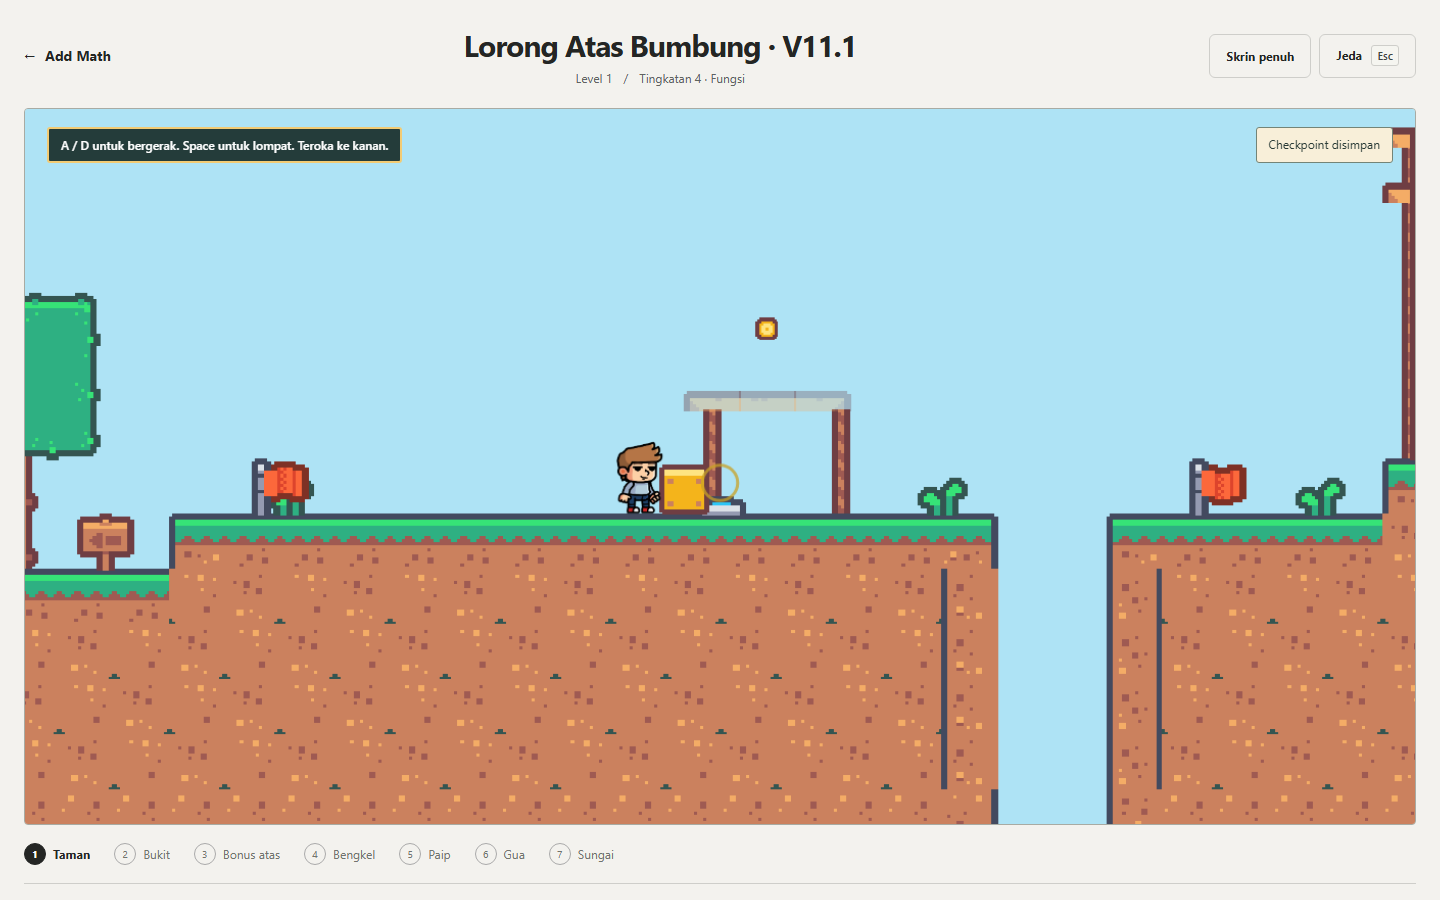 ← Add Math
Lorong Atas Bumbung · V11.1
Level 1 / Tingkatan 4 · Fungsi
Skrin penuh
Jeda Esc
A / D untuk bergerak. Space untuk lompat. Teroka ke kanan.
Checkpoint disimpan
1 Taman
2 Bukit
3 Bonus atas
4 Bengkel
5 Paip
6 Gua
7 Sungai